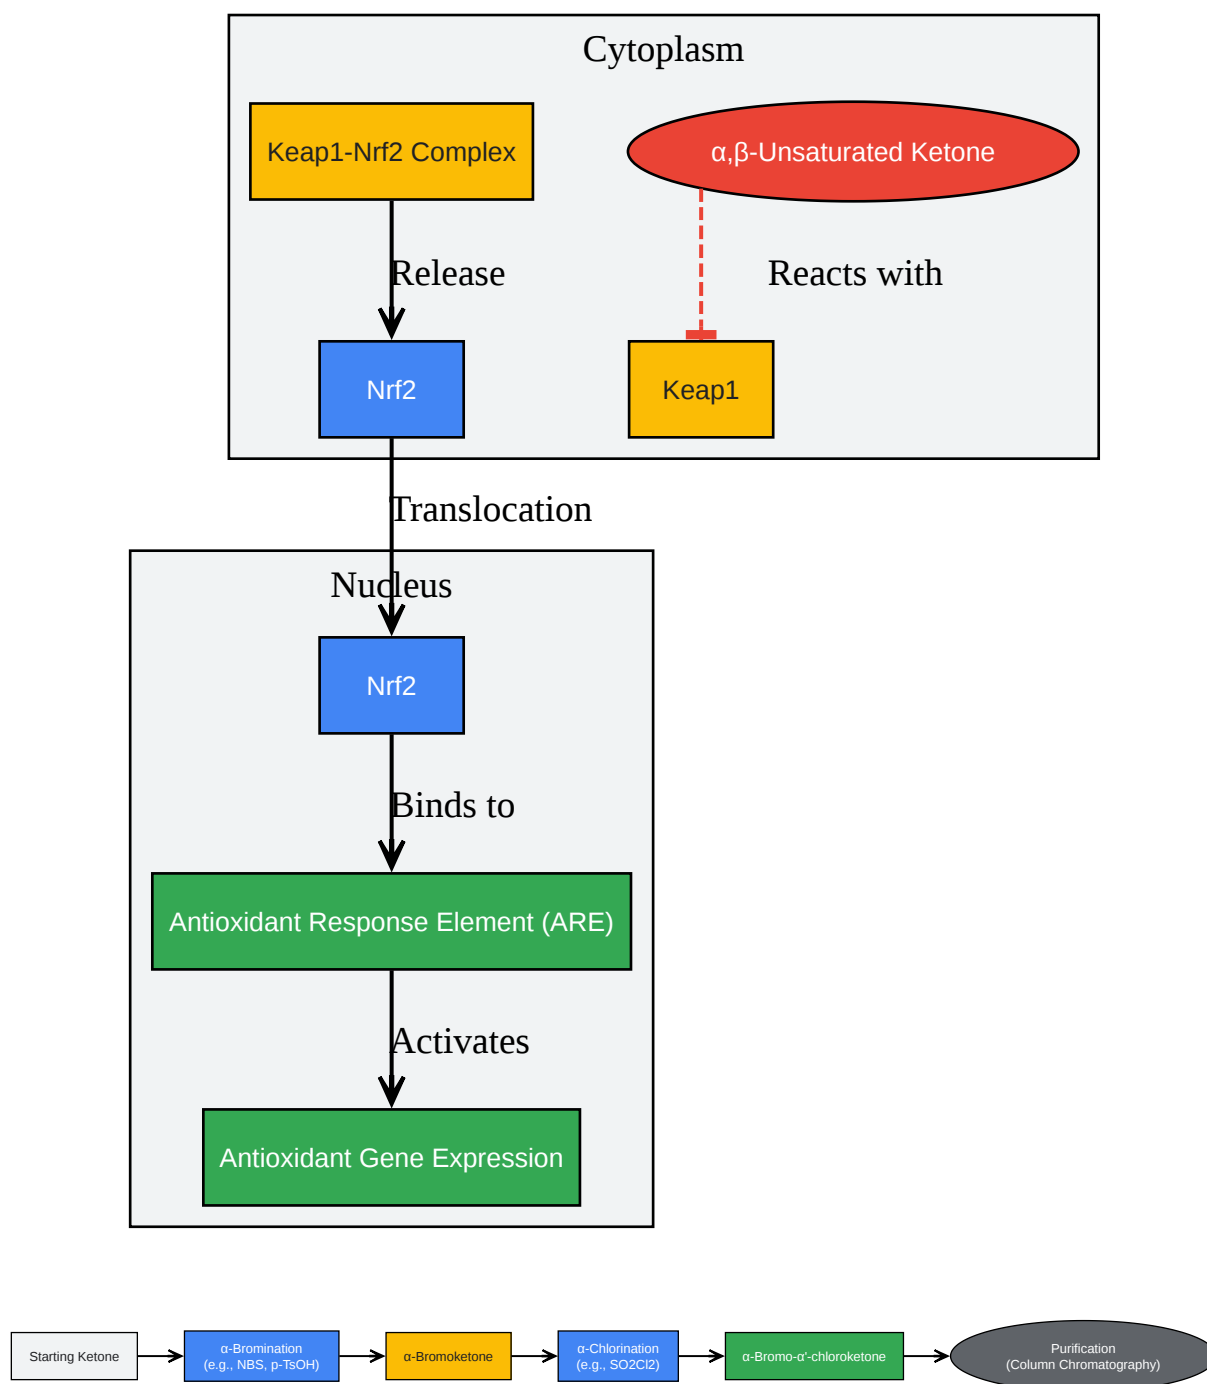 Cytoplasm
Keap1-Nrf2 Complex
α,β-Unsaturated Ketone
Release
Reacts with
Nrf2
Keap1
Translocation
Nucleus
Nrf2
Binds to
Antioxidant Response Element (ARE)
Activates
Antioxidant Gene Expression
Starting Ketone
α-Bromination
(e.g., NBS, p-TsOH)
α-Bromoketone
α-Chlorination
(e.g., SO2Cl2)
α-Bromo-α'-chloroketone
Purification
(Column Chromatography)